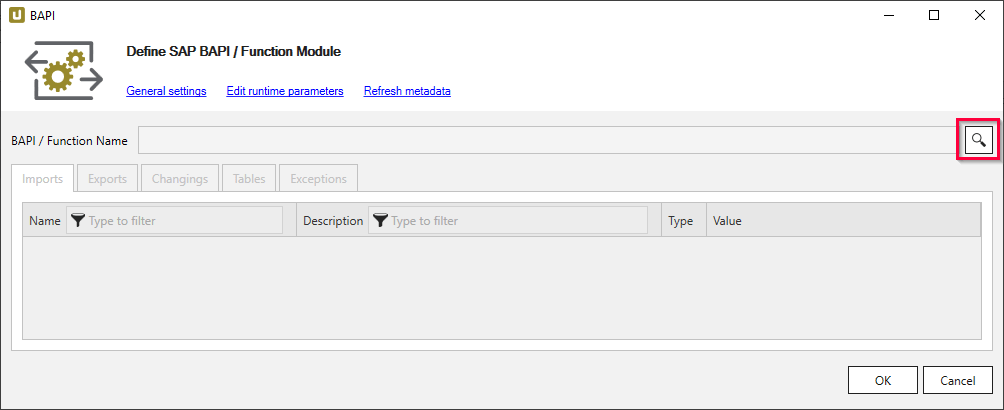 BAPI
Define SAP BAPI / Function Module
General settings Edit runtime parameters Refresh metadata
BAPI / Function Name
Imports Exports Changings Tables Exceptions
Name Type to filter Description Type to filter Type Value
OK Cancel